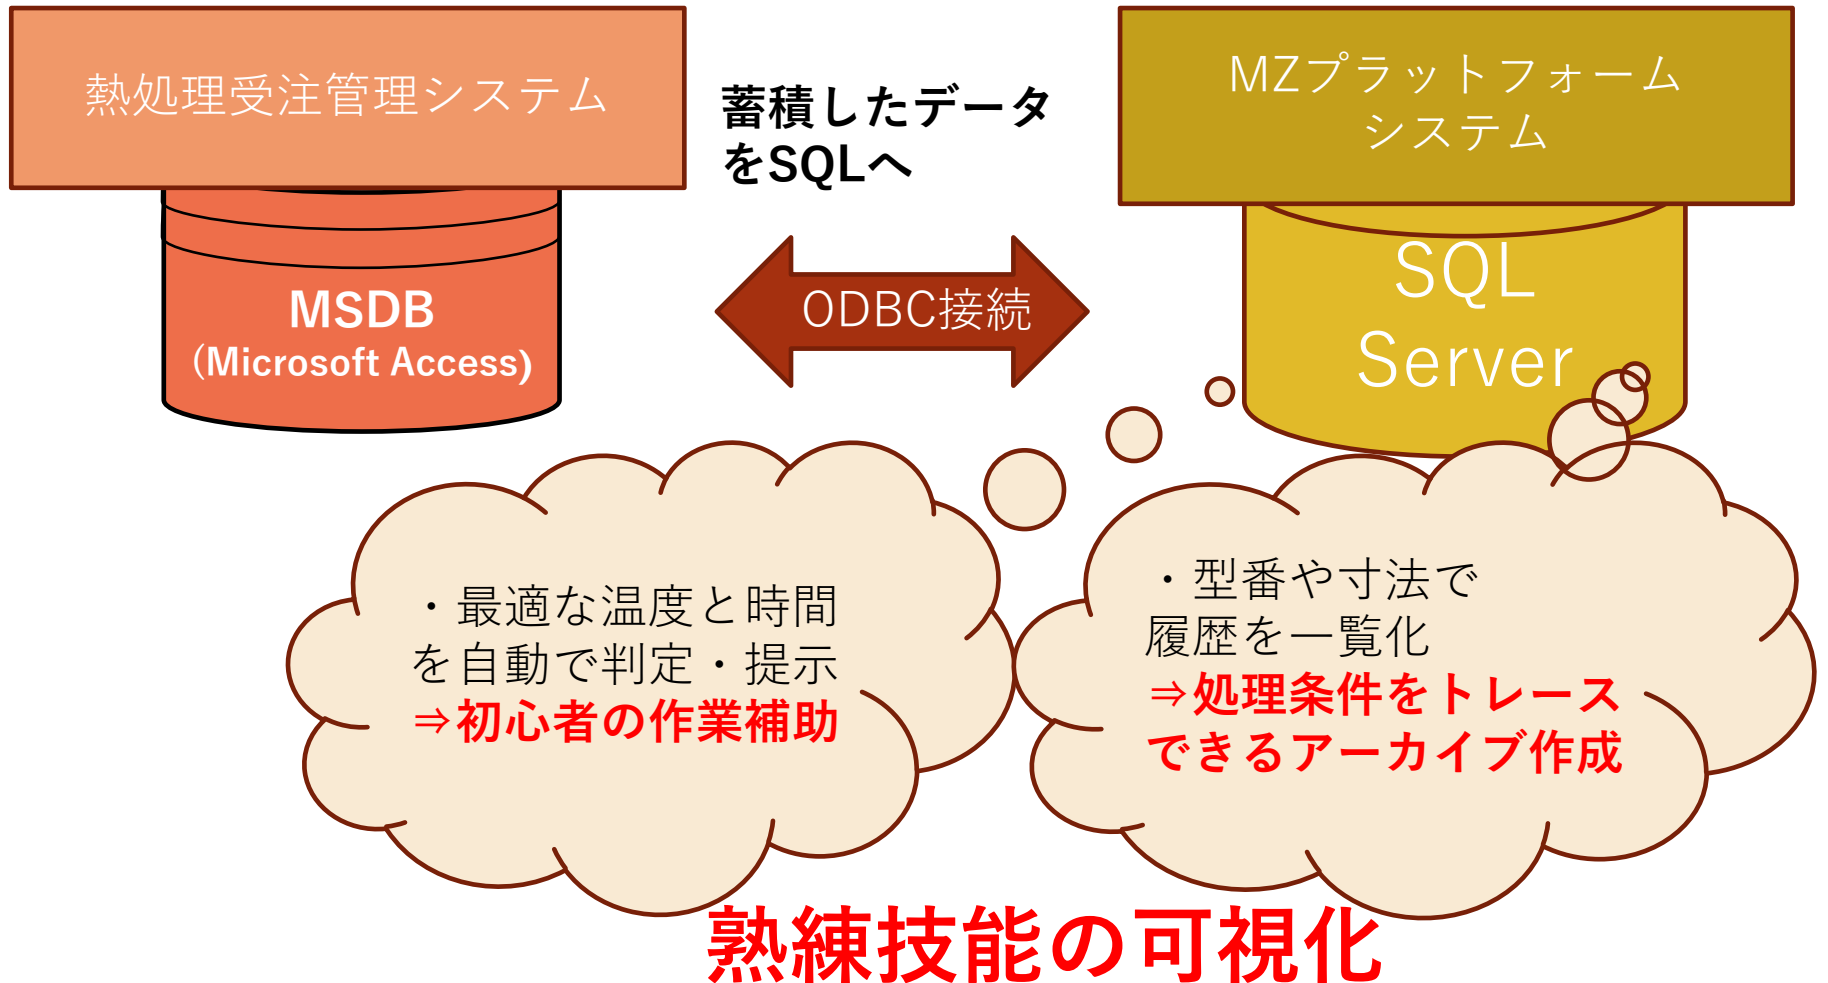 熱処理受注管理システム
MSDB
（Microsoft Access)
蓄積したデータ
をSQLへ
ODBC接続
MZプラットフォーム
システム
SQL
Server
・最適な温度と時間
を自動で判定・提示
⇒初心者の作業補助
・型番や寸法で
履歴を一覧化
⇒処理条件をトレース
できるアーカイブ作成
熟練技能の可視化